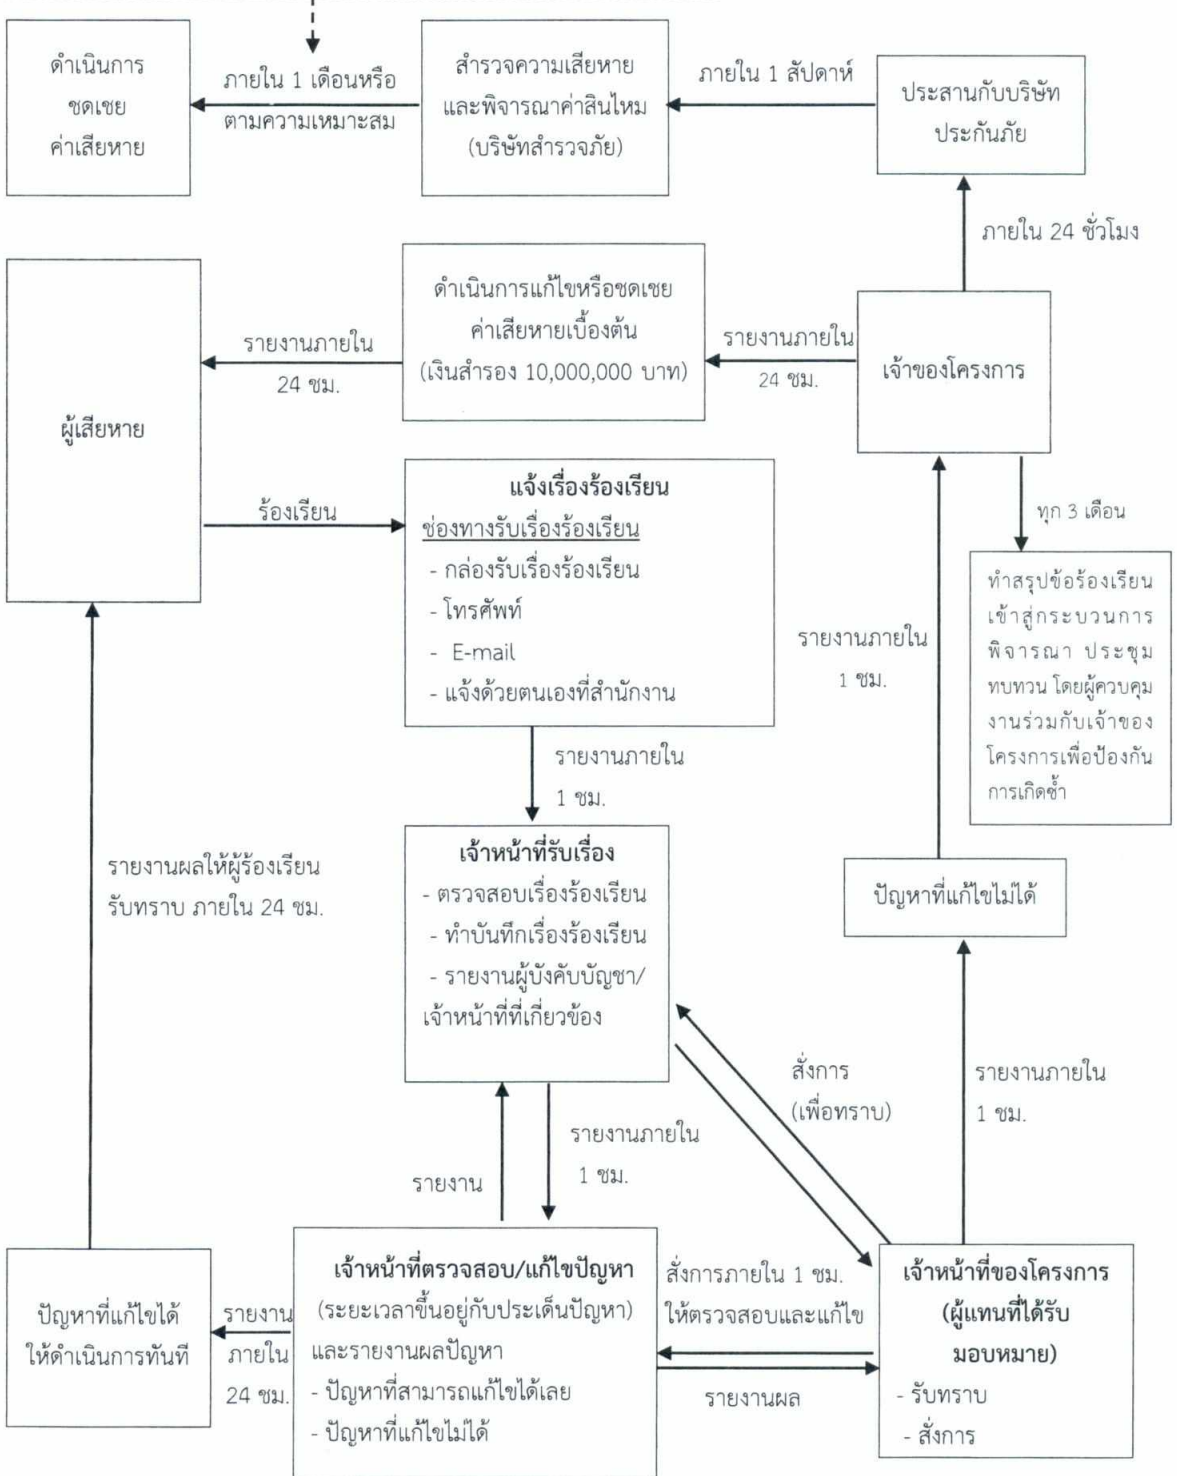 ดำเนินการ
ชดเชย
ค่าเสียหาย
ภายใน 1 เดือนหรือ
ตามความเหมาะสม
สำรวจความเสียหาย
และพิจารณาค่าสินไหม
(บริษัทสำรวจภัย)
ภายใน 1 สัปดาห์
ประสานกับบริษัท
ประกันภัย
ภายใน 24 ชั่วโมง
ผู้เสียหาย
รายงานภายใน
24 ชม.
ดำเนินการแก้ไขหรือชดเชย
ค่าเสียหายเบื้องต้น
(เงินสำรอง 10,000,000 บาท)
รายงานภายใน
24 ชม.
เจ้าของโครงการ
ร้องเรียน
แจ้งเรื่องร้องเรียน
ช่องทางรับเรื่องร้องเรียน
- กล่องรับเรื่องร้องเรียน
- โทรศัพท์
- E-mail
- แจ้งด้วยตนเองที่สำนักงาน
ทุก 3 เดือน
ทำสรุปข้อร้องเรียน
เข้าสู่กระบวนการ
พิจารณา ประชุม
ทบทวน โดยผู้ควบคุม
งานร่วมกับเจ้าของ
โครงการเพื่อป้องกัน
การเกิดซ้ำ
รายงานภายใน
1 ชม.
รายงานภายใน
1 ชม.
เจ้าหน้าที่รับเรื่อง
- ตรวจสอบเรื่องร้องเรียน
- ทำบันทึกเรื่องร้องเรียน
- รายงานผู้บังคับบัญชา/
เจ้าหน้าที่ที่เกี่ยวข้อง
รายงานผลให้ผู้ร้องเรียน
รับทราบ ภายใน 24 ชม.
ปัญหาที่แก้ไขไม่ได้
สั่งการ
(เพื่อทราบ)
รายงานภายใน
1 ชม.
รายงาน
รายงานภายใน
1 ชม.
ปัญหาที่แก้ไขได้
ให้ดำเนินการทันที
รายงาน
ภายใน
24 ชม.
เจ้าหน้าที่ตรวจสอบ/แก้ไขปัญหา
(ระยะเวลาขึ้นอยู่กับประเด็นปัญหา)
และรายงานผลปัญหา
- ปัญหาที่สามารถแก้ไขได้เลย
- ปัญหาที่แก้ไขไม่ได้
สั่งการภายใน 1 ชม.
ให้ตรวจสอบและแก้ไข
รายงานผล
เจ้าหน้าที่ของโครงการ
(ผู้แทนที่ได้รับ
มอบหมาย)
- รับทราบ
- สั่งการ